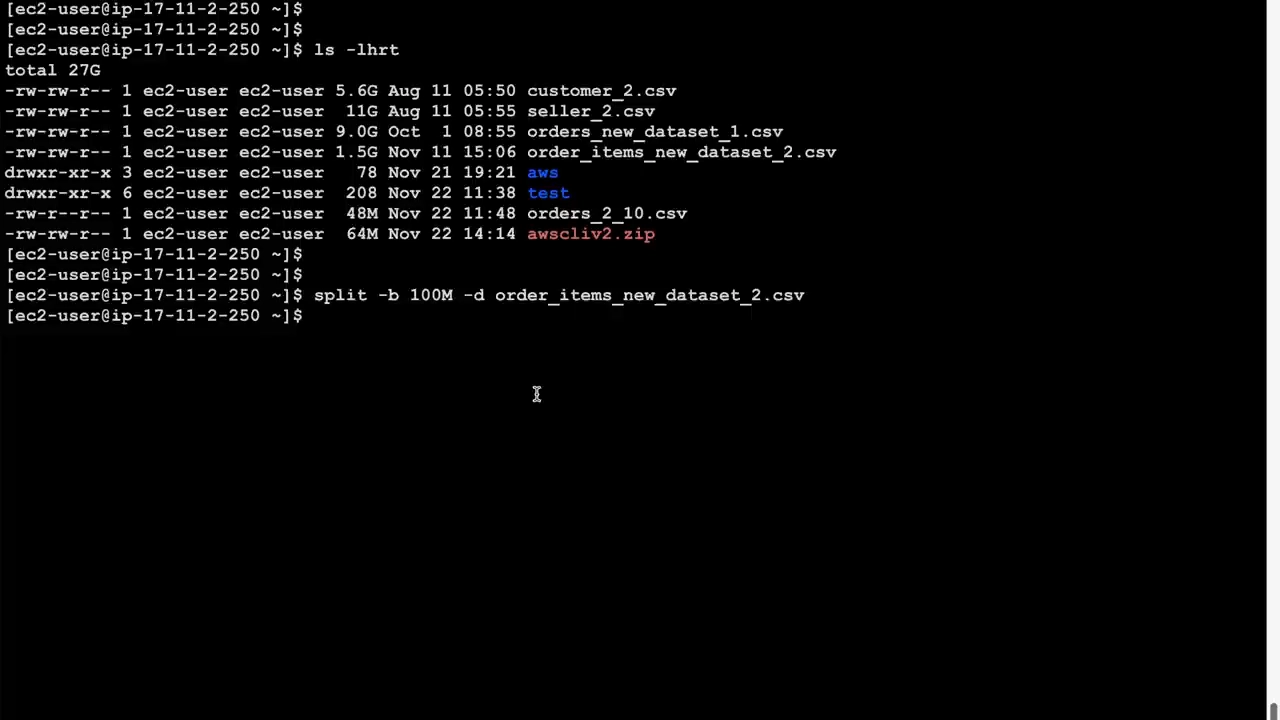 [ec2-user@ip-17-11-2-250 ~]$
[ec2-user@ip-17-11-2-250 ~]$
[ec2-user@ip-17-11-2-250 ~]$ ls -lhrt
total 27G
-rw-rw-r-- 1 ec2-user ec2-user 5.6G Aug 11 05:50 customer_2.csv
-rw-rw-r-- 1 ec2-user ec2-user  11G Aug 11 05:55 seller_2.csv
-rw-rw-r-- 1 ec2-user ec2-user 9.0G Oct  1 08:55 orders_new_dataset_1.csv
-rw-rw-r-- 1 ec2-user ec2-user 1.5G Nov 11 15:06 order_items_new_dataset_2.csv
drwxr-xr-x 3 ec2-user ec2-user   78 Nov 21 19:21 aws
drwxr-xr-x 6 ec2-user ec2-user  208 Nov 22 11:38 test
-rw-r--r-- 1 ec2-user ec2-user  48M Nov 22 11:48 orders_2_10.csv
-rw-rw-r-- 1 ec2-user ec2-user  64M Nov 22 14:14 awscliv2.zip
[ec2-user@ip-17-11-2-250 ~]$
[ec2-user@ip-17-11-2-250 ~]$
[ec2-user@ip-17-11-2-250 ~]$ split -b 100M -d order_items_new_dataset_2.csv
[ec2-user@ip-17-11-2-250 ~]$